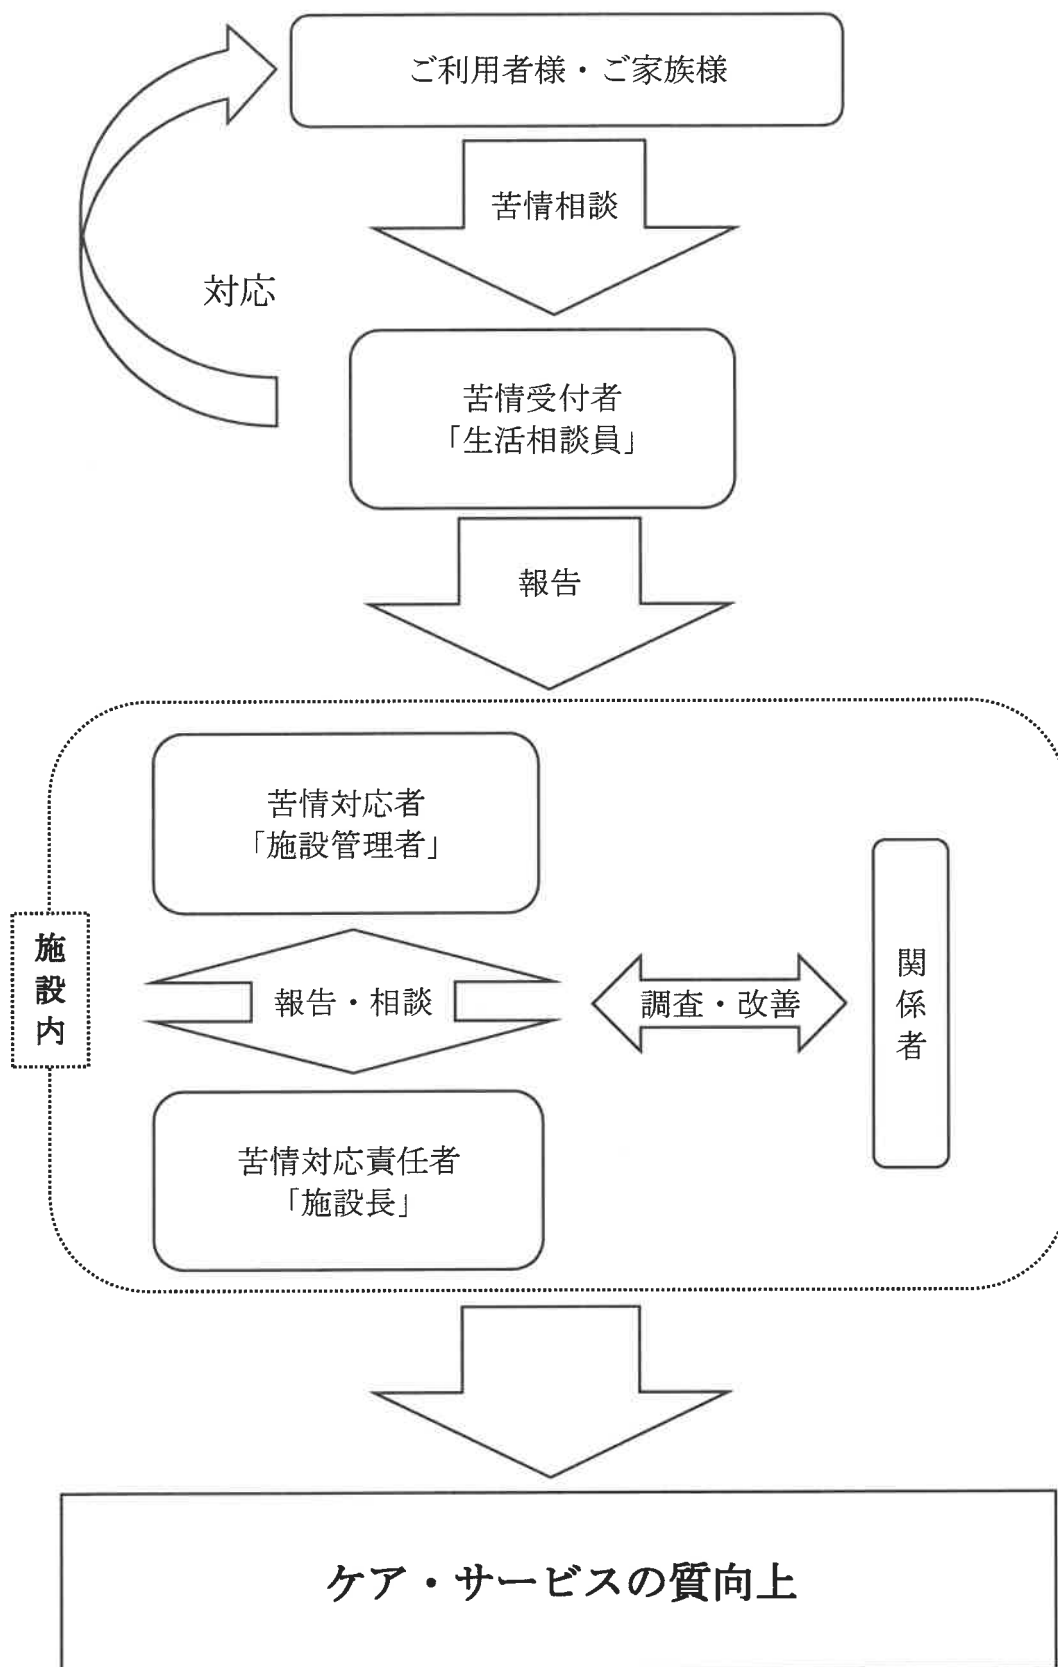 ご利用者様・ご家族様
苦情相談
対応
苦情受付者
「生活相談員」
報告
苦情対応者
「施設管理者」
施設内
報告・相談
調査・改善
関係者
苦情対応責任者
「施設長」
ケア・サービスの質向上